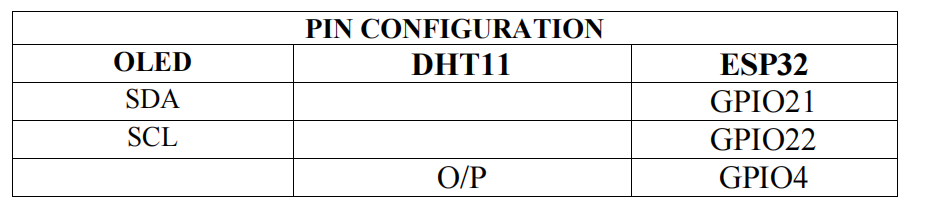 PIN CONFIGURATION
OLED DHT11 ESP32
SDA GPIO21
SCL GPIO22
O/P GPIO4